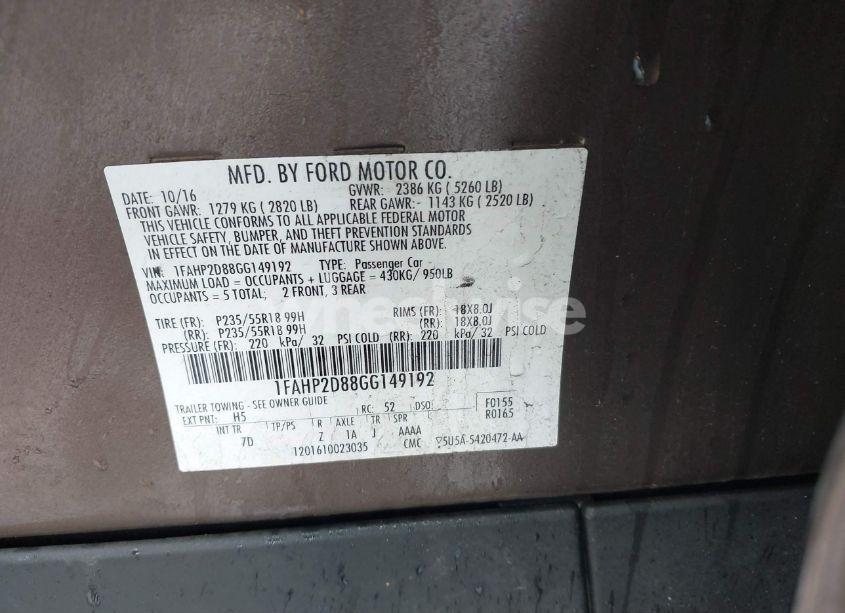 MFD. BY FORD MOTOR CO.
DATE: 10/16 GVWR: 2386 KG ( 5260 LB)
FRONT GAWR: 1279 KG ( 2820 LB) REAR GAWR: 1143 KG ( 2520 LB)
THIS VEHICLE CONFORMS TO ALL APPLICABLE FEDERAL MOTOR
VEHICLE SAFETY, BUMPER, AND THEFT PREVENTION STANDARDS
IN EFFECT ON THE DATE OF MANUFACTURE SHOWN ABOVE.
VIN: 1FAHP2D88GG149192 TYPE: Passenger Car
MAXIMUM LOAD = OCCUPANTS + LUGGAGE = 430KG/ 950LB
OCCUPANTS = 5 TOTAL, 2 FRONT, 3 REAR
TIRE (FR): P235/55R18 99H RIMS (FR): 18X8.0J
(RR): P235/55R18 99H (RR): 18X8.0J
PRESSURE (FR): 220 kPa/ 32 PSI COLD (RR): 220 kPa/ 32 PSI COLD
1FAHP2D88GG149192
TRAILER TOWING - SEE OWNER GUIDE
EXT PNT: H5 RC: 52 DSO: F0155
R0165
INT TR TP/PS R AXLE TR SPR
7D Z 1A J AAAA
1201610023035 CMC 5U5A-5420472-AA